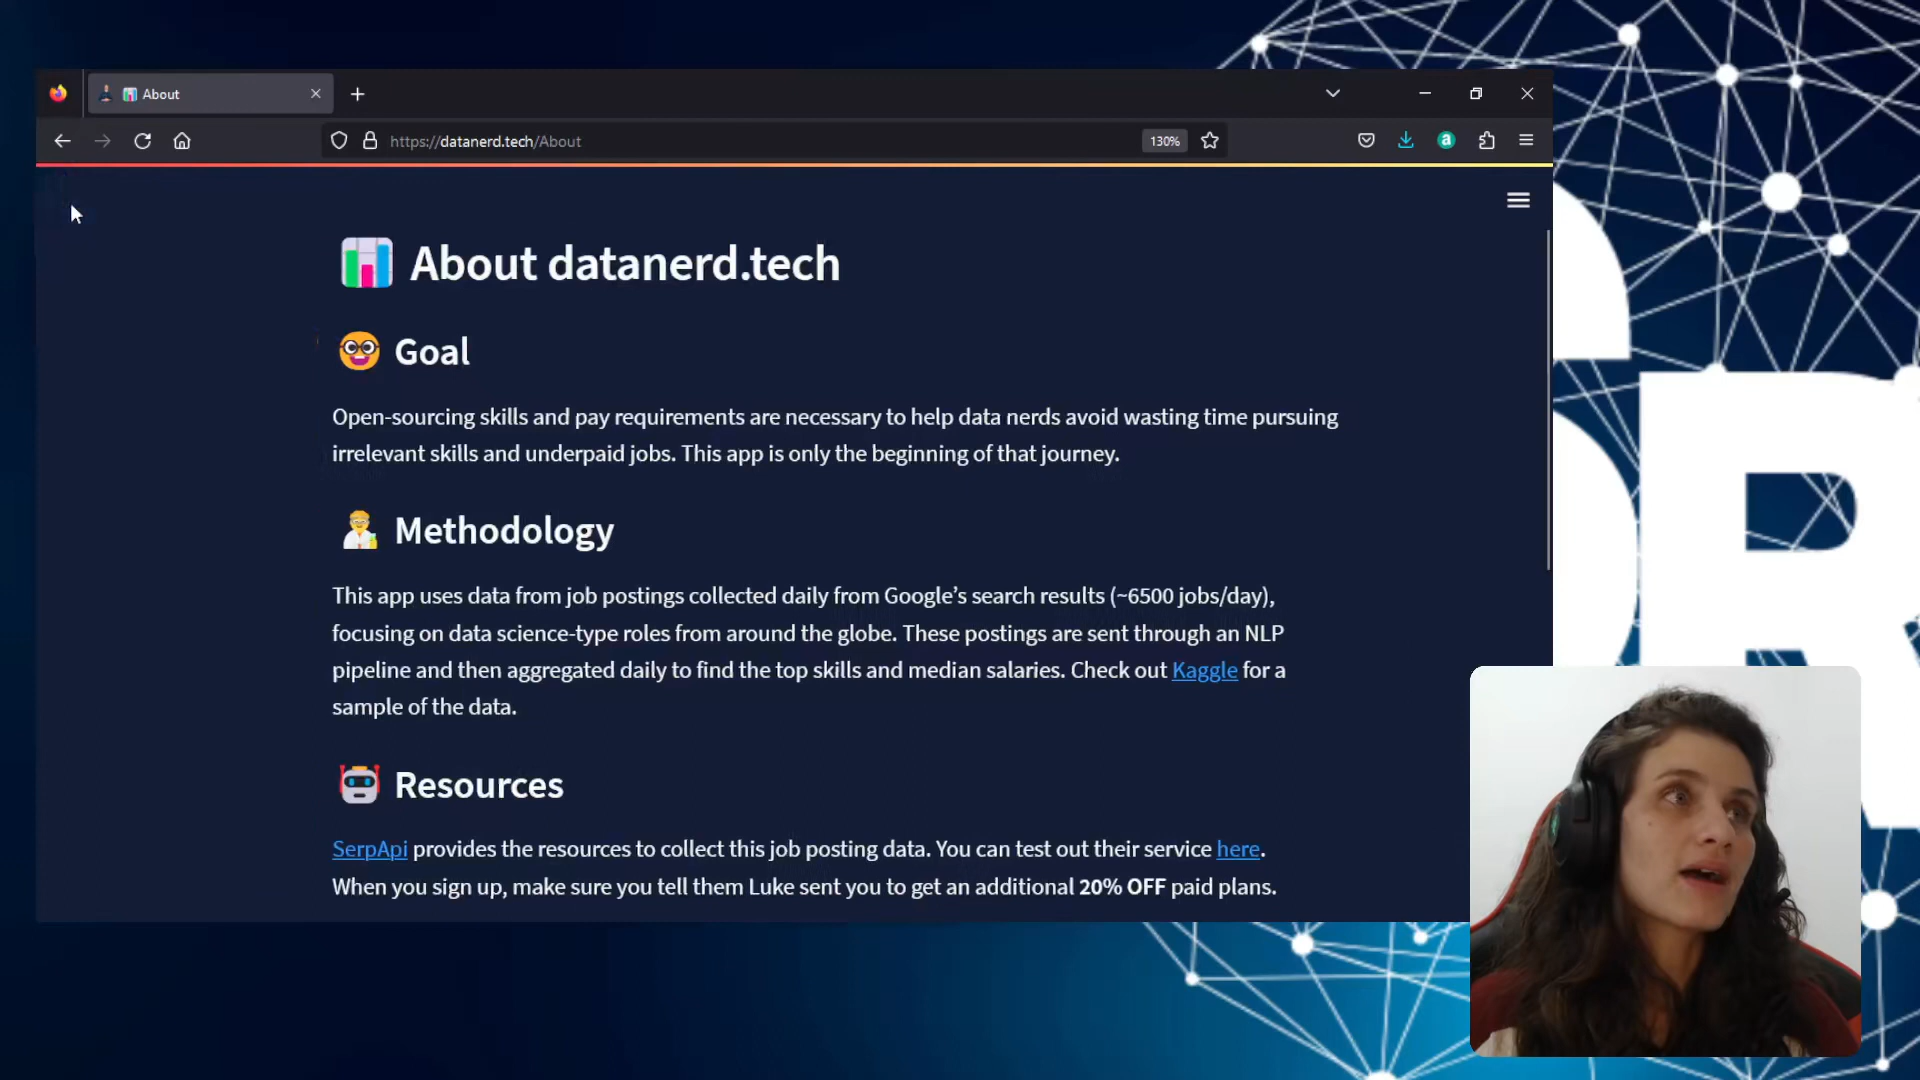 About
https://datanerd.tech/About
130%
About datanerd.tech
Goal
Open-sourcing skills and pay requirements are necessary to help data nerds avoid wasting time pursuing
irrelevant skills and underpaid jobs. This app is only the beginning of that journey.
Methodology
This app uses data from job postings collected daily from Google’s search results (~6500 jobs/day),
focusing on data science-type roles from around the globe. These postings are sent through an NLP
pipeline and then aggregated daily to find the top skills and median salaries. Check out Kaggle for a
sample of the data.
Resources
SerpApi provides the resources to collect this job posting data. You can test out their service here.
When you sign up, make sure you tell them Luke sent you to get an additional 20% OFF paid plans.
R